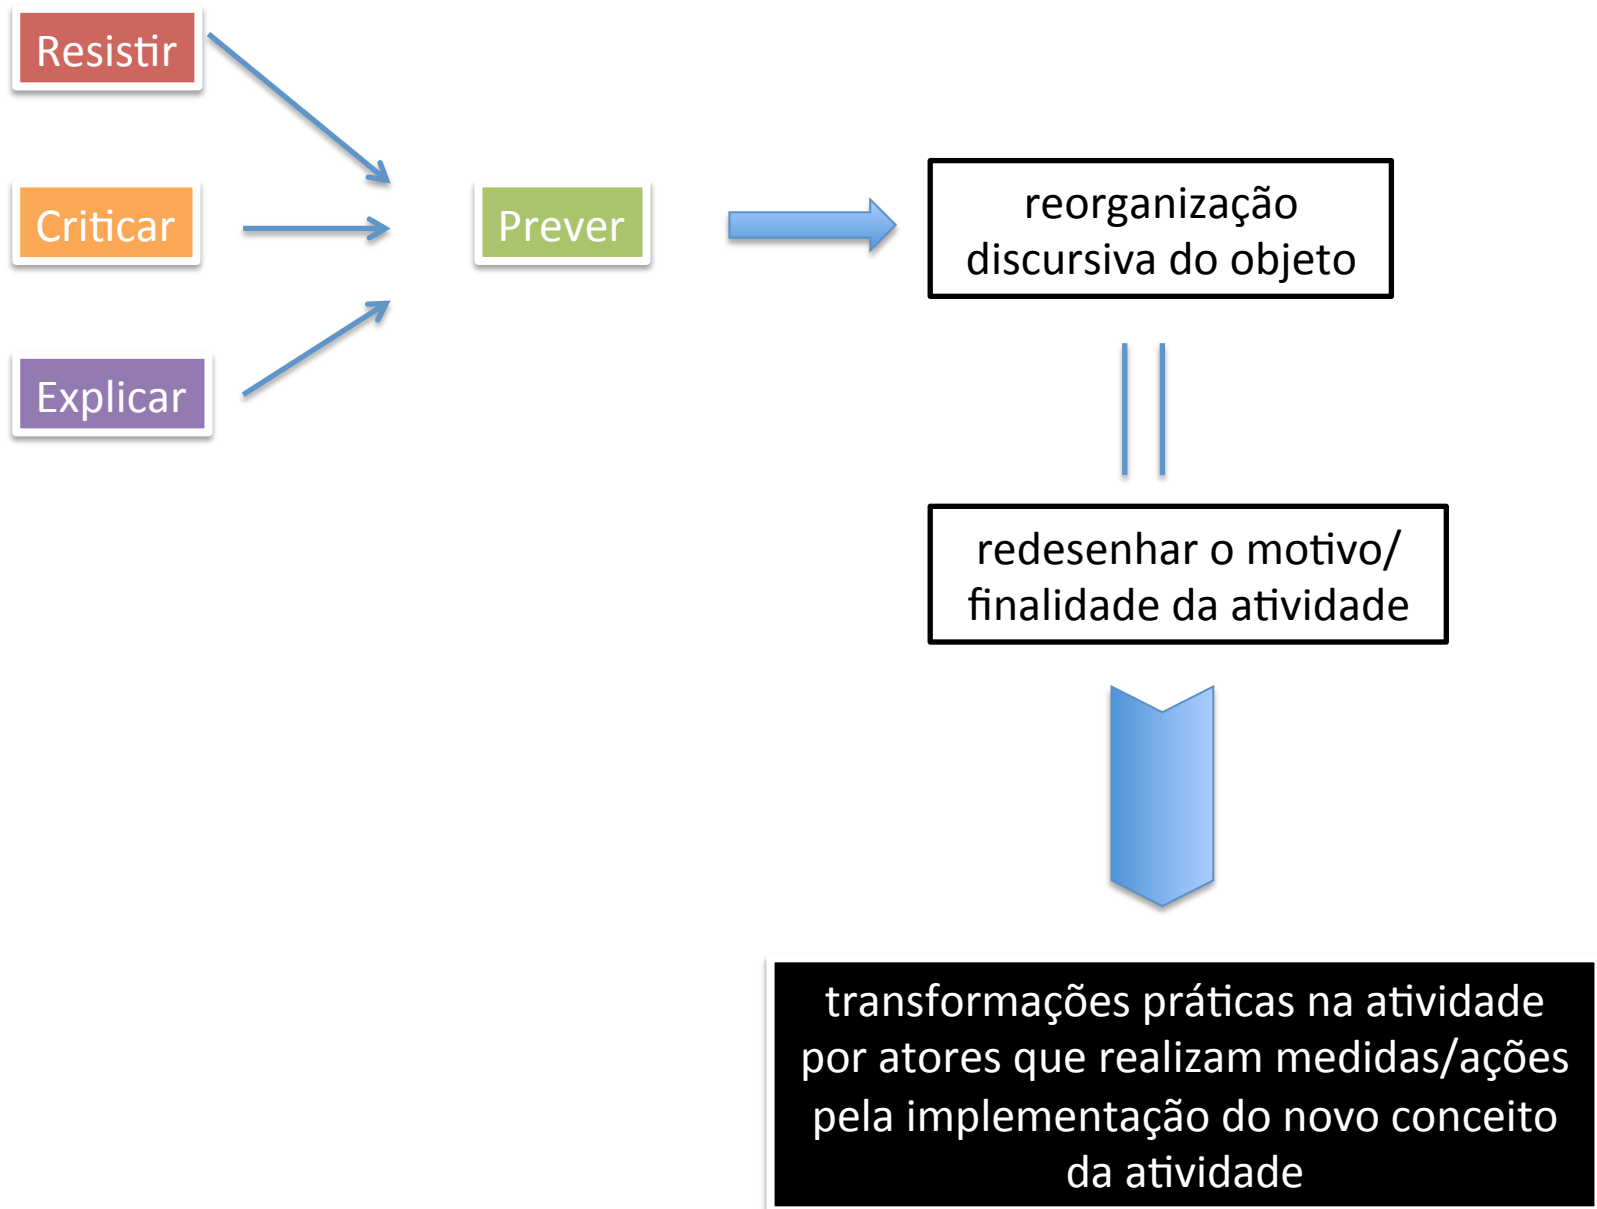 Resistir
Criticar
Explicar
Prever
reorganização
discursiva do objeto
redesenhar o motivo/
finalidade da atividade
transformações práticas na atividade
por atores que realizam medidas/ações
pela implementação do novo conceito
da atividade